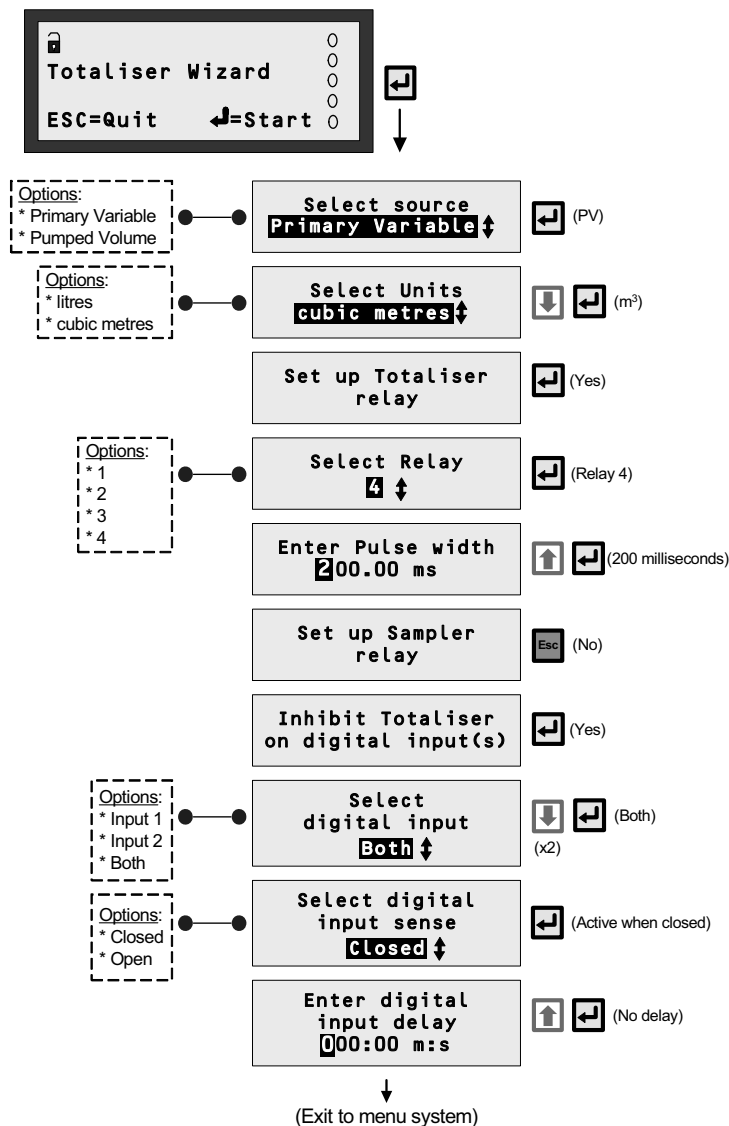 Totaliser Wizard
ESC=Quit ↵=Start
Options:
* Primary Variable
* Pumped Volume
Select source
Primary Variable
(PV)
Options:
* litres
* cubic metres
Select Units
cubic metres
(m³)
Set up Totaliser
relay
(Yes)
Options:
* 1
* 2
* 3
* 4
Select Relay
4
(Relay 4)
Enter Pulse width
200.00 ms
(200 milliseconds)
Set up Sampler
relay
Esc (No)
Inhibit Totaliser
on digital input(s)
(Yes)
Options:
* Input 1
* Input 2
* Both
Select
digital input
Both
(Both)
(x2)
Options:
* Closed
* Open
Select digital
input sense
Closed
(Active when closed)
Enter digital
input delay
000:00 m:s
(No delay)
(Exit to menu system)